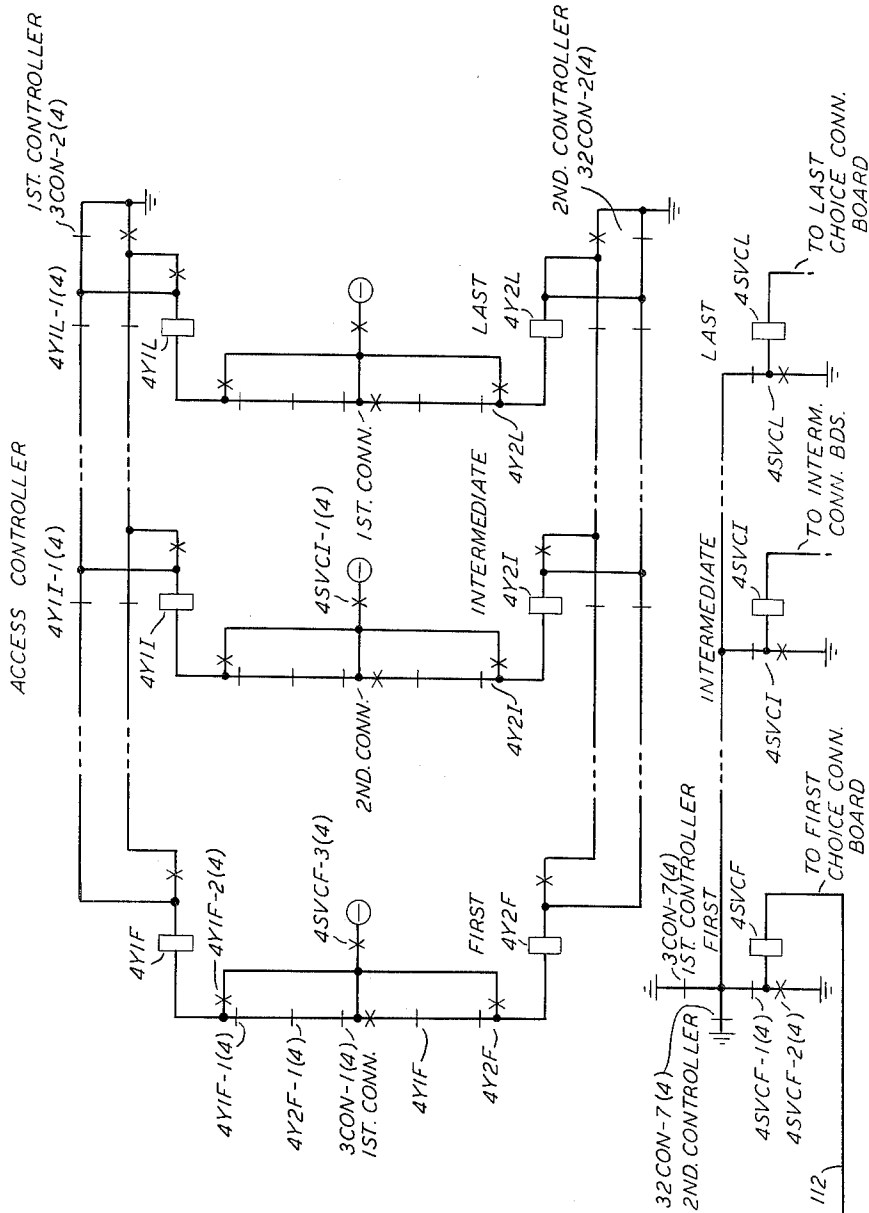 ACCESS CONTROLLER
1ST. CONTROLLER
3CON-2(4)
4Y1L-1(4)
4Y1I-1(4)
4Y1L
4Y1I
4Y1F
4Y1F-2(4)
4Y1F-1(4)
4Y2F-1(4)
3CON-1(4)
1ST. CONN.
4SVCF-3(4)
2ND. CONN.
4SVCI-1(4)
1ST. CONN.
4Y1F
4Y2F
4Y2I
4Y2L
FIRST
4Y2F
INTERMEDIATE
4Y2I
LAST
4Y2L
2ND. CONTROLLER
32CON-2(4)
32CON-7(4)
2ND. CONTROLLER
3CON-7(4)
1ST. CONTROLLER
FIRST
4SVCF
4SVCF-1(4)
4SVCF-2(4)
TO FIRST
CHOICE CONN.
BOARD
INTERMEDIATE
4SVCI
4SVCI
TO INTERM.
CONN. BDS.
LAST
4SVCL
4SVCL
TO LAST
CHOICE CONN.
BOARD
112